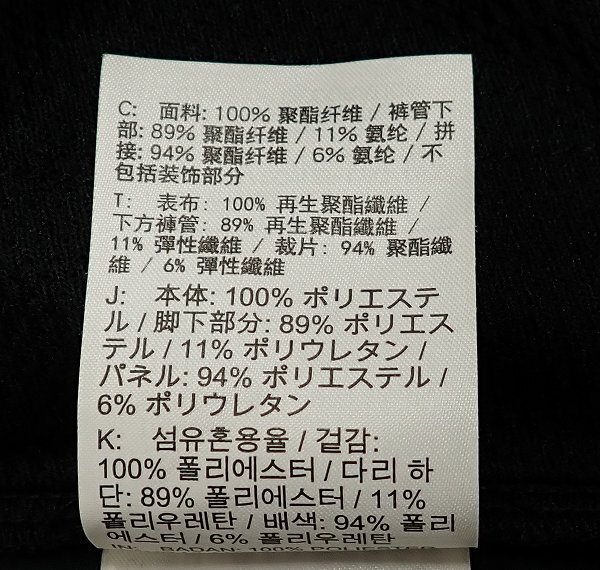 C: 面料: 100% 聚酯纤维 / 裤管下
部: 89% 聚酯纤维 / 11% 氨纶 / 拼
接: 94% 聚酯纤维 / 6% 氨纶 / 不
包括装饰部分
T: 表布: 100% 再生聚酯纖維 /
下方褲管: 89% 再生聚酯纖維 /
11% 彈性纖維 / 裁片: 94% 聚酯纖
維 / 6% 彈性纖維
J: 本体: 100% ポリエステ
ル / 脚下部分: 89% ポリエス
テル / 11% ポリウレタン /
パネル: 94% ポリエステル /
6% ポリウレタン
K: 섬유혼용율 / 겉감:
100% 폴리에스터 / 다리 하
단: 89% 폴리에스터 / 11%
폴리우레탄 / 배색: 94% 폴리
에스터 / 6% 폴리우레탄